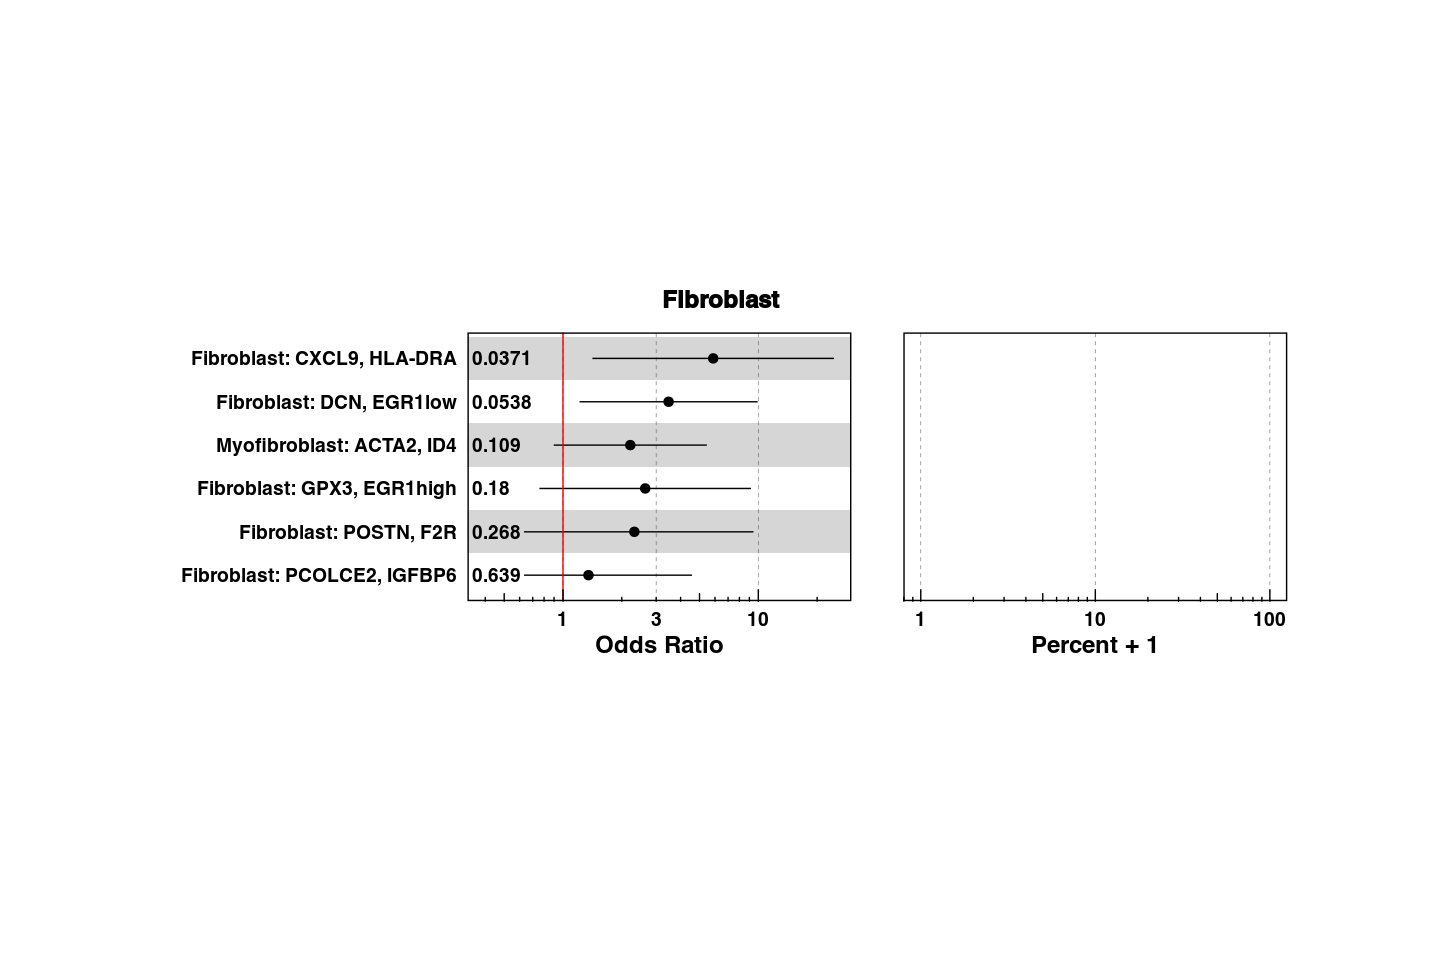 Fibroblast
Fibroblast: CXCL9, HLA-DRA 0.0371
Fibroblast: DCN, EGR1low 0.0538
Myofibroblast: ACTA2, ID4 0.109
Fibroblast: GPX3, EGR1high 0.18
Fibroblast: POSTN, F2R 0.268
Fibroblast: PCOLCE2, IGFBP6 0.639
1 3 10
Odds Ratio
1 10 100
Percent + 1